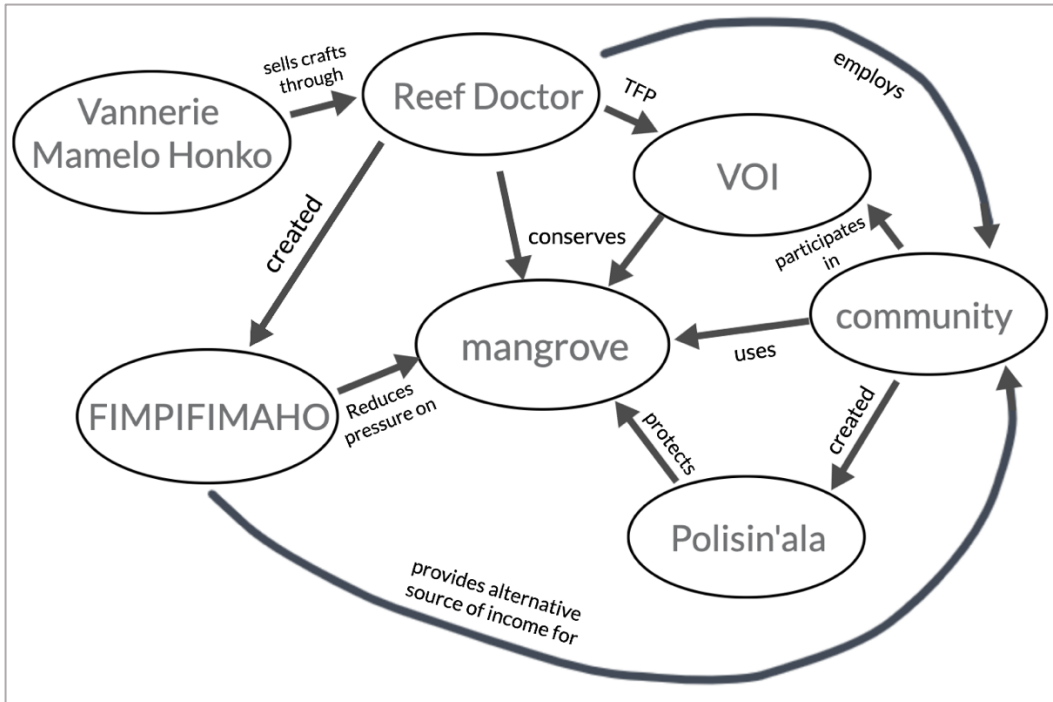 sells crafts
through
Vannerie
Mamelo Honko
Reef Doctor
TFP
employs
VOI
created
conserves
participates
in
community
mangrove
uses
FIMPIFIMAHO
Reduces
pressure on
protects
created
Polisin'ala
provides alternative
source of income for